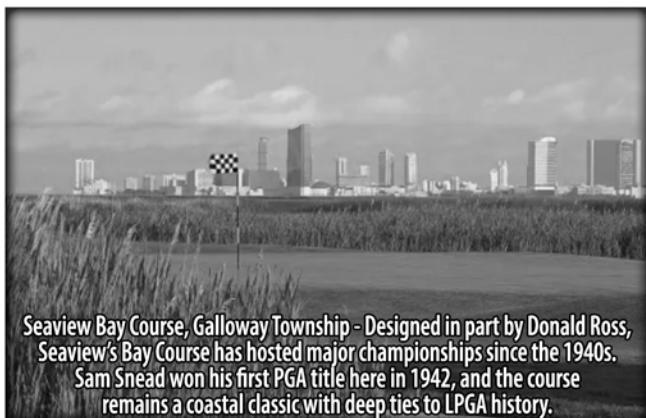 Seaview Bay Course, Galloway Township - Designed in part by Donald Ross,
Seaview's Bay Course has hosted major championships since the 1940s.
Sam Snead won his first PGA title here in 1942, and the course
remains a coastal classic with deep ties to LPGA history.